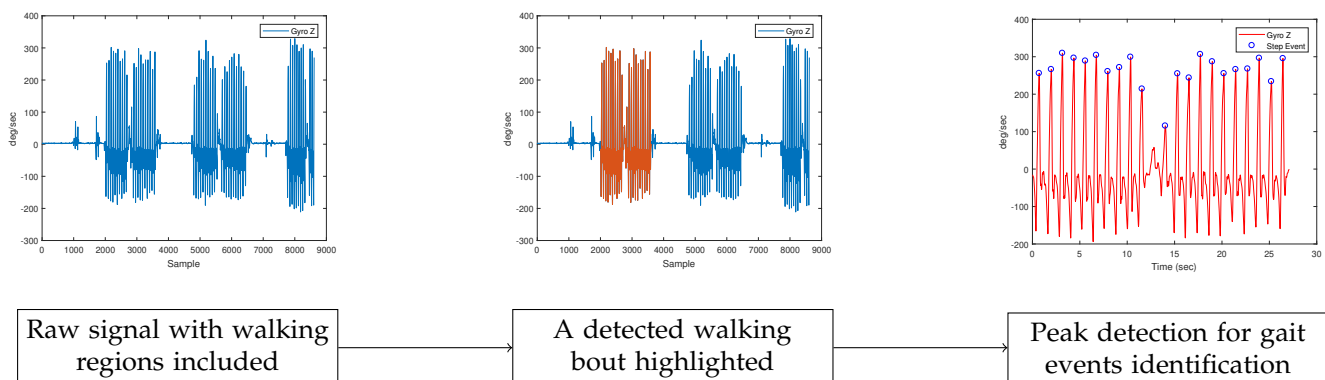 400
300
200
100
0
-100
-200
-300
deg/sec
Gyro Z
0 1000 2000 3000 4000 5000 6000 7000 8000 9000
Sample
400
300
200
100
0
-100
-200
-300
deg/sec
Gyro Z
0 1000 2000 3000 4000 5000 6000 7000 8000 9000
Sample
400
300
200
100
0
-100
-200
deg/sec
Gyro Z
Step Event
0 5 10 15 20 25 30
Time (sec)
Raw signal with walking
regions included
A detected walking
bout highlighted
Peak detection for gait
events identification